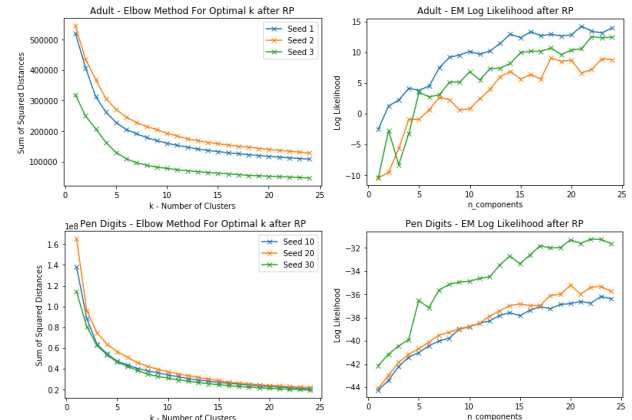 Adult - Elbow Method For Optimal k after RP
Sum of Squared Distances
500000
400000
300000
200000
100000
0
5
10
15
20
25
k - Number of Clusters
Seed 1
Seed 2
Seed 3
Adult - EM Log Likelihood after RP
Log Likelihood
15
10
5
0
−5
−10
0
5
10
15
20
25
n_components
Pen Digits - Elbow Method For Optimal k after RP
1e8
Sum of Squared Distances
1.6
1.4
1.2
1.0
0.8
0.6
0.4
0.2
0
5
10
15
20
25
k - Number of Clusters
Seed 10
Seed 20
Seed 30
Pen Digits - EM Log Likelihood after RP
Log Likelihood
−32
−34
−36
−38
−40
−42
−44
0
5
10
15
20
25
n_components